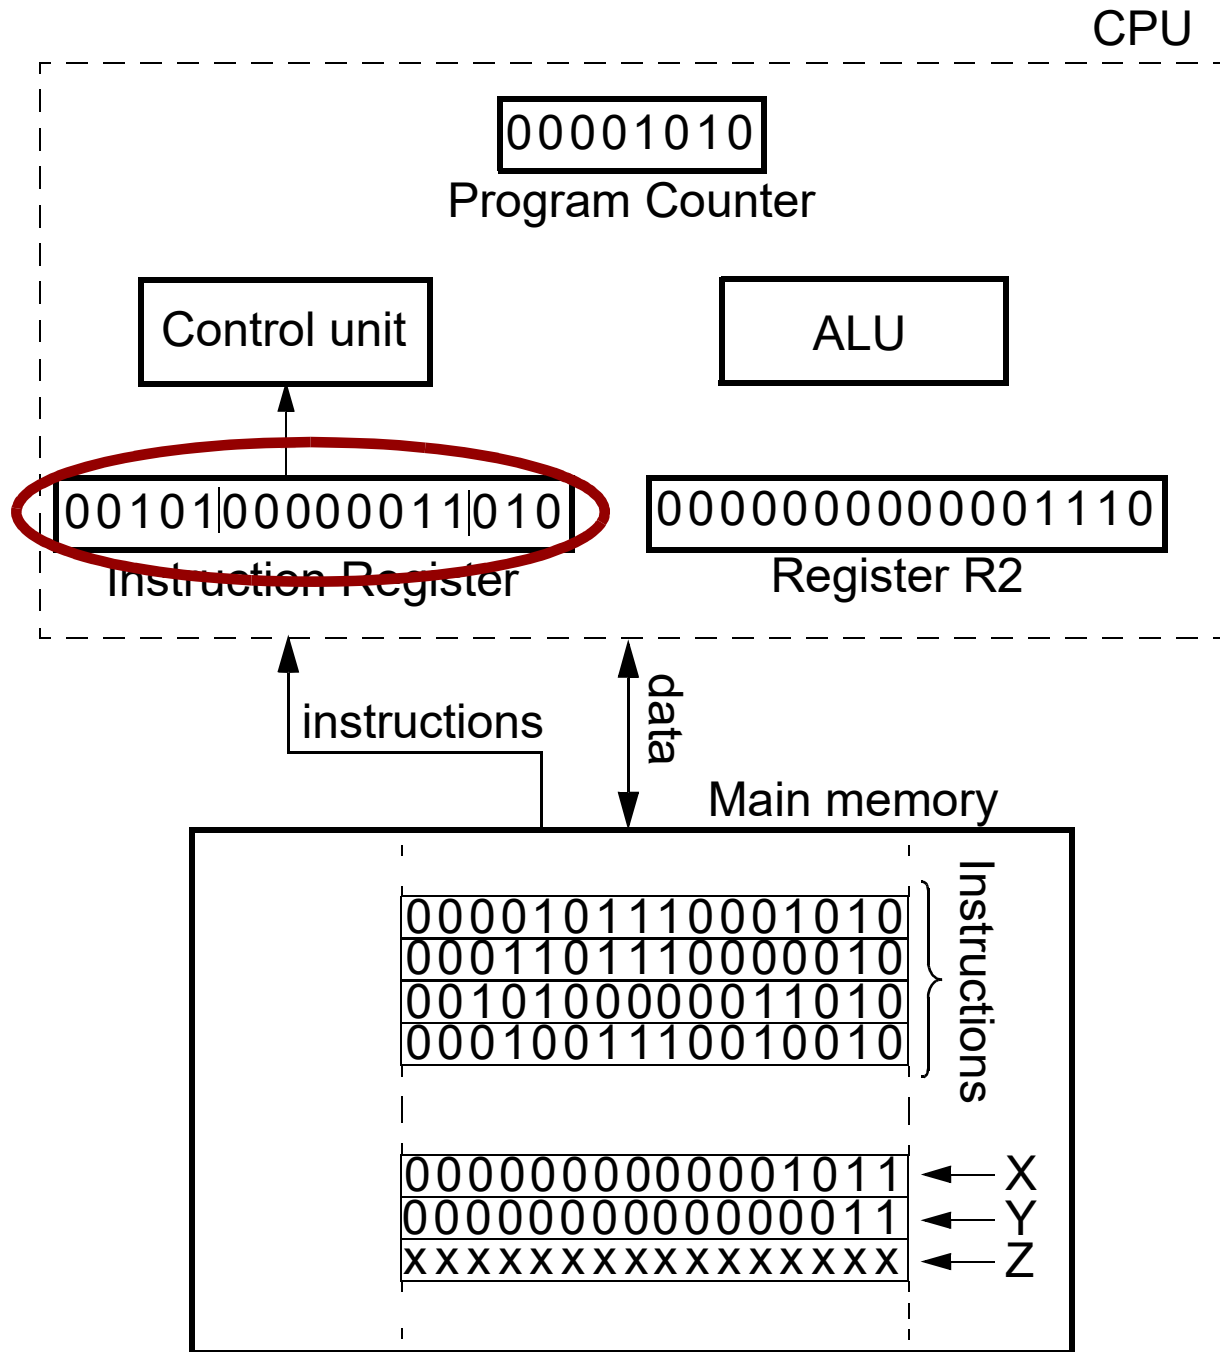 CPU
00001010
Program Counter
Control unit
ALU
00101 00000011 010
0000000000001110
Instruction Register
Register R2
instructions
data
Main memory
Instructions
0000101110001010
0001101110000010
0010100000011010
0001001110010010
0000000000001011
X
0000000000000011
Y
xxxxxxxxxxxxxxxx
Z